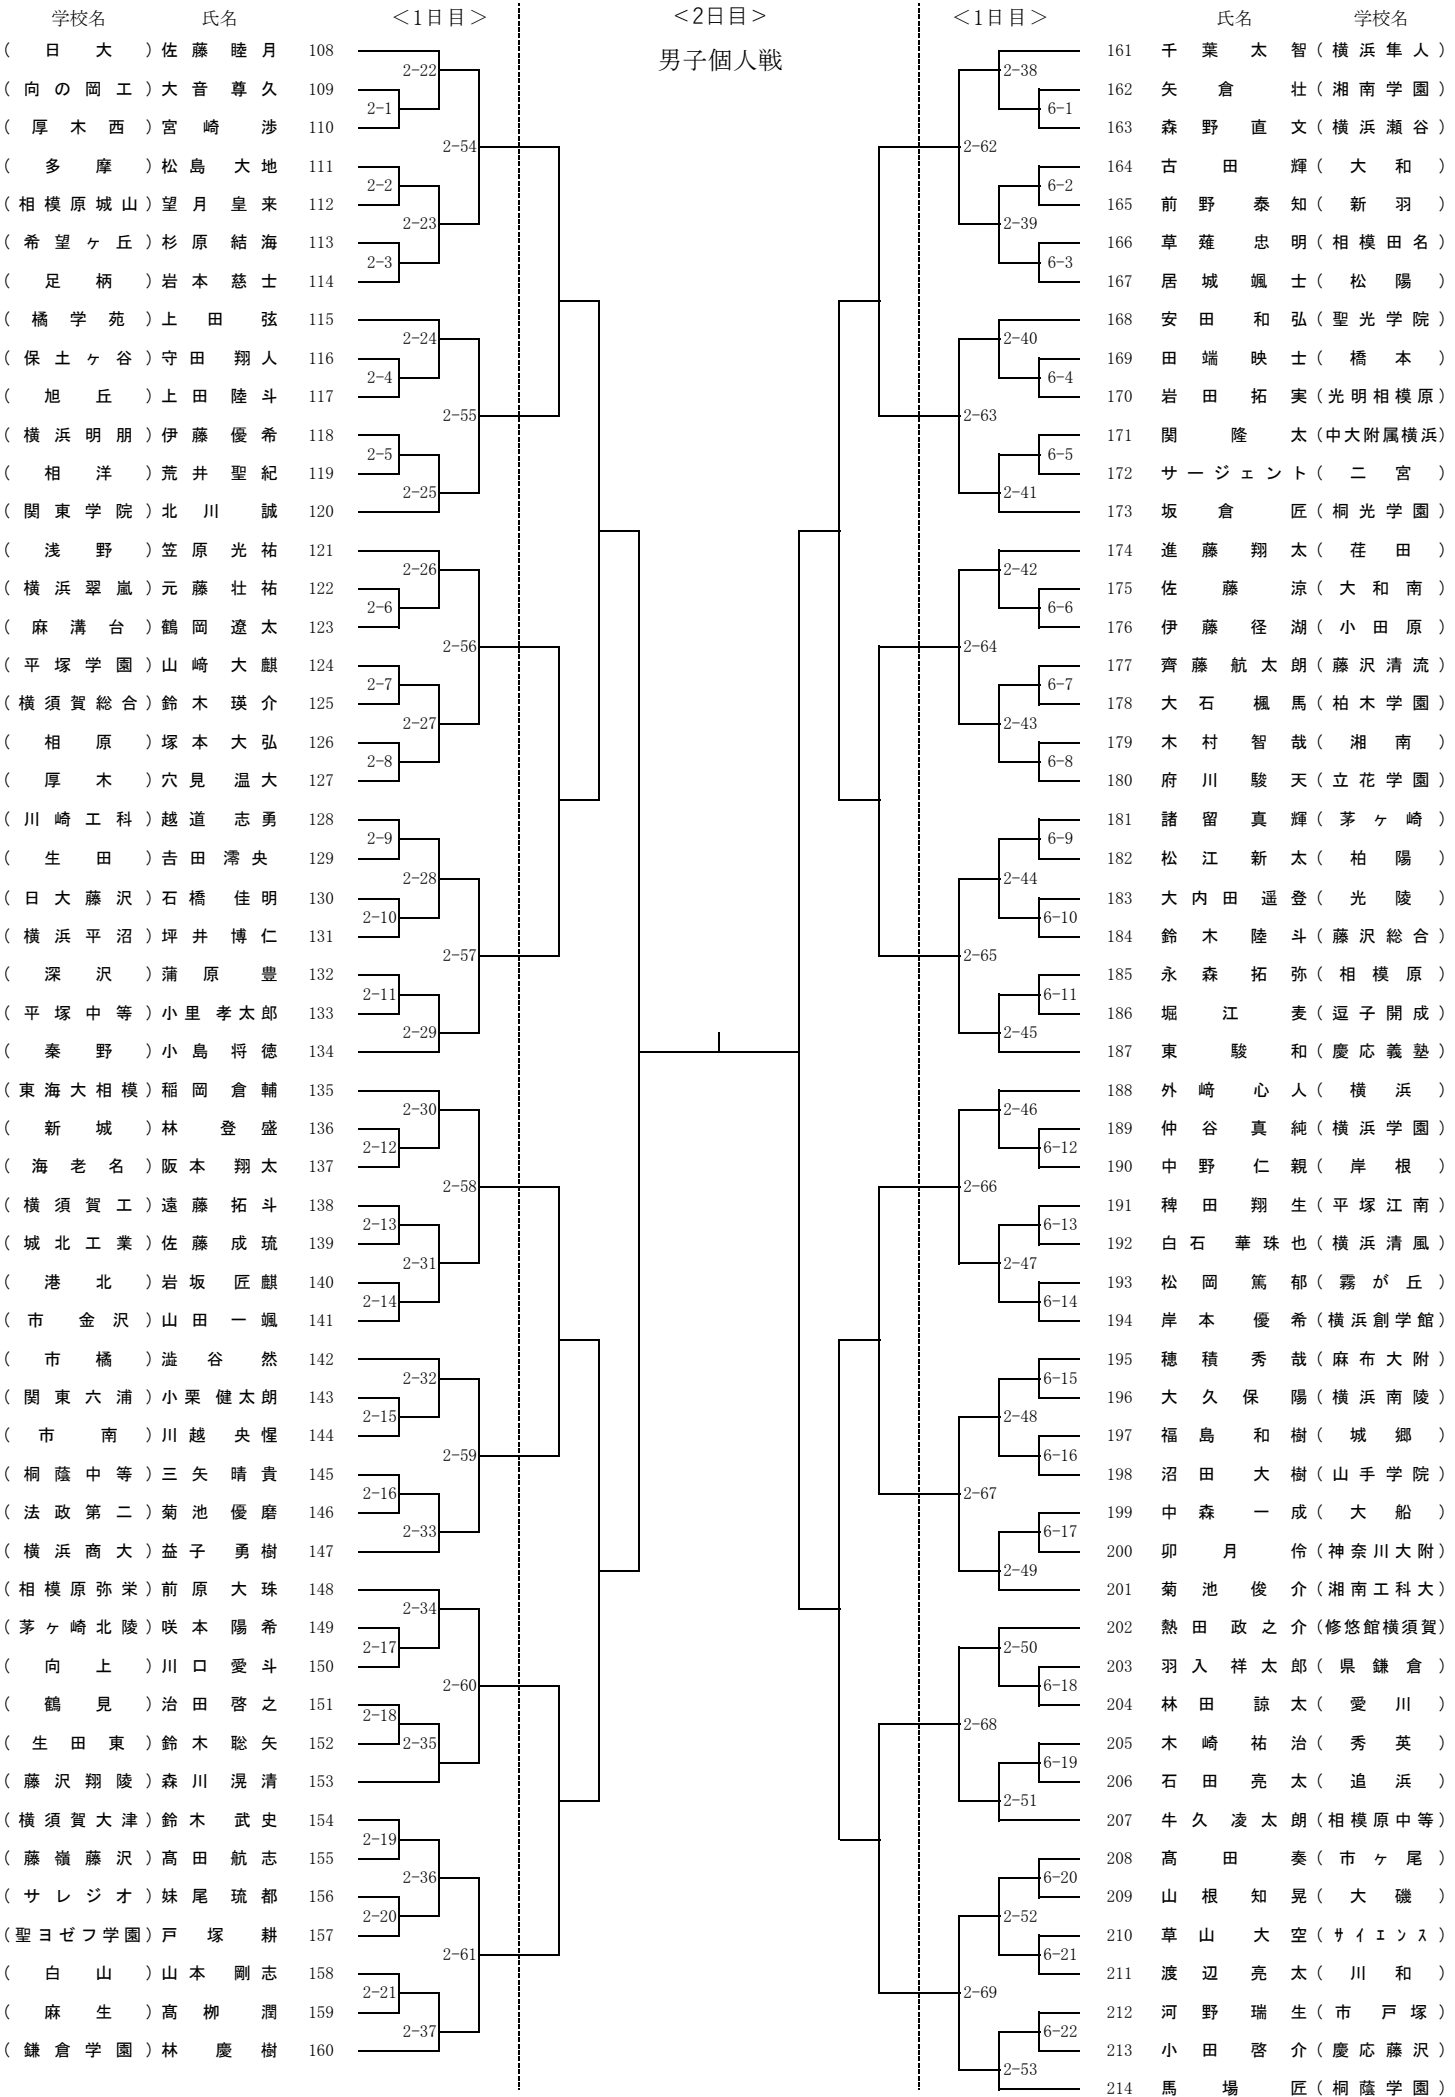 学校名 氏名 ＜1日目＞ ＜2日目＞ ＜1日目＞ 氏名 学校名
男子個人戦
(日大) 佐藤睦月 108 161 千葉太智 (横浜隼人)
2-22 2-38
(向の岡工) 大音尊久 109 162 矢倉壮 (湘南学園)
2-1 6-1
(厚木西) 宮崎渉 110 163 森野直文 (横浜瀬谷)
2-54 2-62
(多摩) 松島大地 111 164 古田輝 (大和)
2-2 6-2
(相模原城山) 望月皇来 112 165 前野泰知 (新羽)
2-23 2-39
(希望ヶ丘) 杉原結海 113 166 草薙忠明 (相模田名)
2-3 6-3
(足柄) 岩本慈士 114 167 居城颯士 (松陽)
(橘学苑) 上田弦 115 168 安田和弘 (聖光学院)
2-24 2-40
(保土ヶ谷) 守田翔人 116 169 田端映士 (橋本)
2-4 6-4
(旭丘) 上田陸斗 117 170 岩田拓実 (光明相模原)
2-55 2-63
(横浜明朋) 伊藤優希 118 171 関隆太 (中大附属横浜)
2-5 6-5
(相洋) 荒井聖紀 119 172 サージェント (二宮)
2-25 2-41
(関東学院) 北川誠 120 173 坂倉匠 (桐光学園)
(浅野) 笠原光祐 121 174 進藤翔太 (荏田)
2-26 2-42
(横浜翠嵐) 元藤壮祐 122 175 佐藤涼 (大和南)
2-6 6-6
(麻溝台) 鶴岡遼太 123 176 伊藤径湖 (小田原)
2-56 2-64
(平塚学園) 山﨑大麒 124 177 齊藤航太朗 (藤沢清流)
2-7 6-7
(横須賀総合) 鈴木瑛介 125 178 大石楓馬 (柏木学園)
2-27 2-43
(相原) 塚本大弘 126 179 木村智哉 (湘南)
2-8 6-8
(厚木) 穴見温大 127 180 府川駿天 (立花学園)
(川崎工科) 越道志勇 128 181 諸留真輝 (茅ヶ崎)
2-9 6-9
(生田) 𠮷田澪央 129 182 松江新太 (柏陽)
2-28 2-44
(日大藤沢) 石橋佳明 130 183 大内田遥登 (光陵)
2-10 6-10
(横浜平沼) 坪井博仁 131 184 鈴木陸斗 (藤沢総合)
2-57 2-65
(深沢) 蒲原豊 132 185 永森拓弥 (相模原)
2-11 6-11
(平塚中等) 小里孝太郎 133 186 堀江麦 (逗子開成)
2-29 2-45
(秦野) 小島将徳 134 187 東駿和 (慶応義塾)
(東海大相模) 稲岡倉輔 135 188 外﨑心人 (横浜)
2-30 2-46
(新城) 林登盛 136 189 仲谷真純 (横浜学園)
2-12 6-12
(海老名) 阪本翔太 137 190 中野仁親 (岸根)
2-58 2-66
(横須賀工) 遠藤拓斗 138 191 稗田翔生 (平塚江南)
2-13 6-13
(城北工業) 佐藤成琉 139 192 白石華珠也 (横浜清風)
2-31 2-47
(港北) 岩坂匠麒 140 193 松岡篤郁 (霧が丘)
2-14 6-14
(市金沢) 山田一颯 141 194 岸本優希 (横浜創学館)
(市橘) 澁谷然 142 195 穂積秀哉 (麻布大附)
2-32 6-15
(関東六浦) 小栗健太朗 143 196 大久保陽 (横浜南陵)
2-15 2-48
(市南) 川越央惺 144 197 福島和樹 (城郷)
2-59 6-16
(桐蔭中等) 三矢晴貴 145 198 沼田大樹 (山手学院)
2-16 2-67
(法政第二) 菊池優磨 146 199 中森一成 (大船)
2-33 6-17
(横浜商大) 益子勇樹 147 200 卯月伶 (神奈川大附)
2-49
(相模原弥栄) 前原大珠 148 201 菊池俊介 (湘南工科大)
2-34
(茅ヶ崎北陵) 咲本陽希 149 202 熱田政之介 (修悠館横須賀)
2-17 2-50
(向上) 川口愛斗 150 203 羽入祥太郎 (県鎌倉)
2-60 6-18
(鶴見) 治田啓之 151 204 林田諒太 (愛川)
2-18 2-68
(生田東) 鈴木聡矢 152 205 木崎祐治 (秀英)
2-35 6-19
(藤沢翔陵) 森川滉清 153 206 石田亮太 (追浜)
2-51
(横須賀大津) 鈴木武史 154 207 牛久凌太朗 (相模原中等)
2-19
(藤嶺藤沢) 髙田航志 155 208 髙田奏 (市ヶ尾)
2-36 6-20
(サレジオ) 妹尾琉都 156 209 山根知晃 (大磯)
2-20 2-52
(聖ヨゼフ学園) 戸塚耕 157 210 草山大空 (サイエンス)
2-61 6-21
(白山) 山本剛志 158 211 渡辺亮太 (川和)
2-21 2-69
(麻生) 髙栁潤 159 212 河野瑞生 (市戸塚)
2-37 6-22
(鎌倉学園) 林慶樹 160 213 小田啓介 (慶応藤沢)
2-53
214 馬場匠 (桐蔭学園)